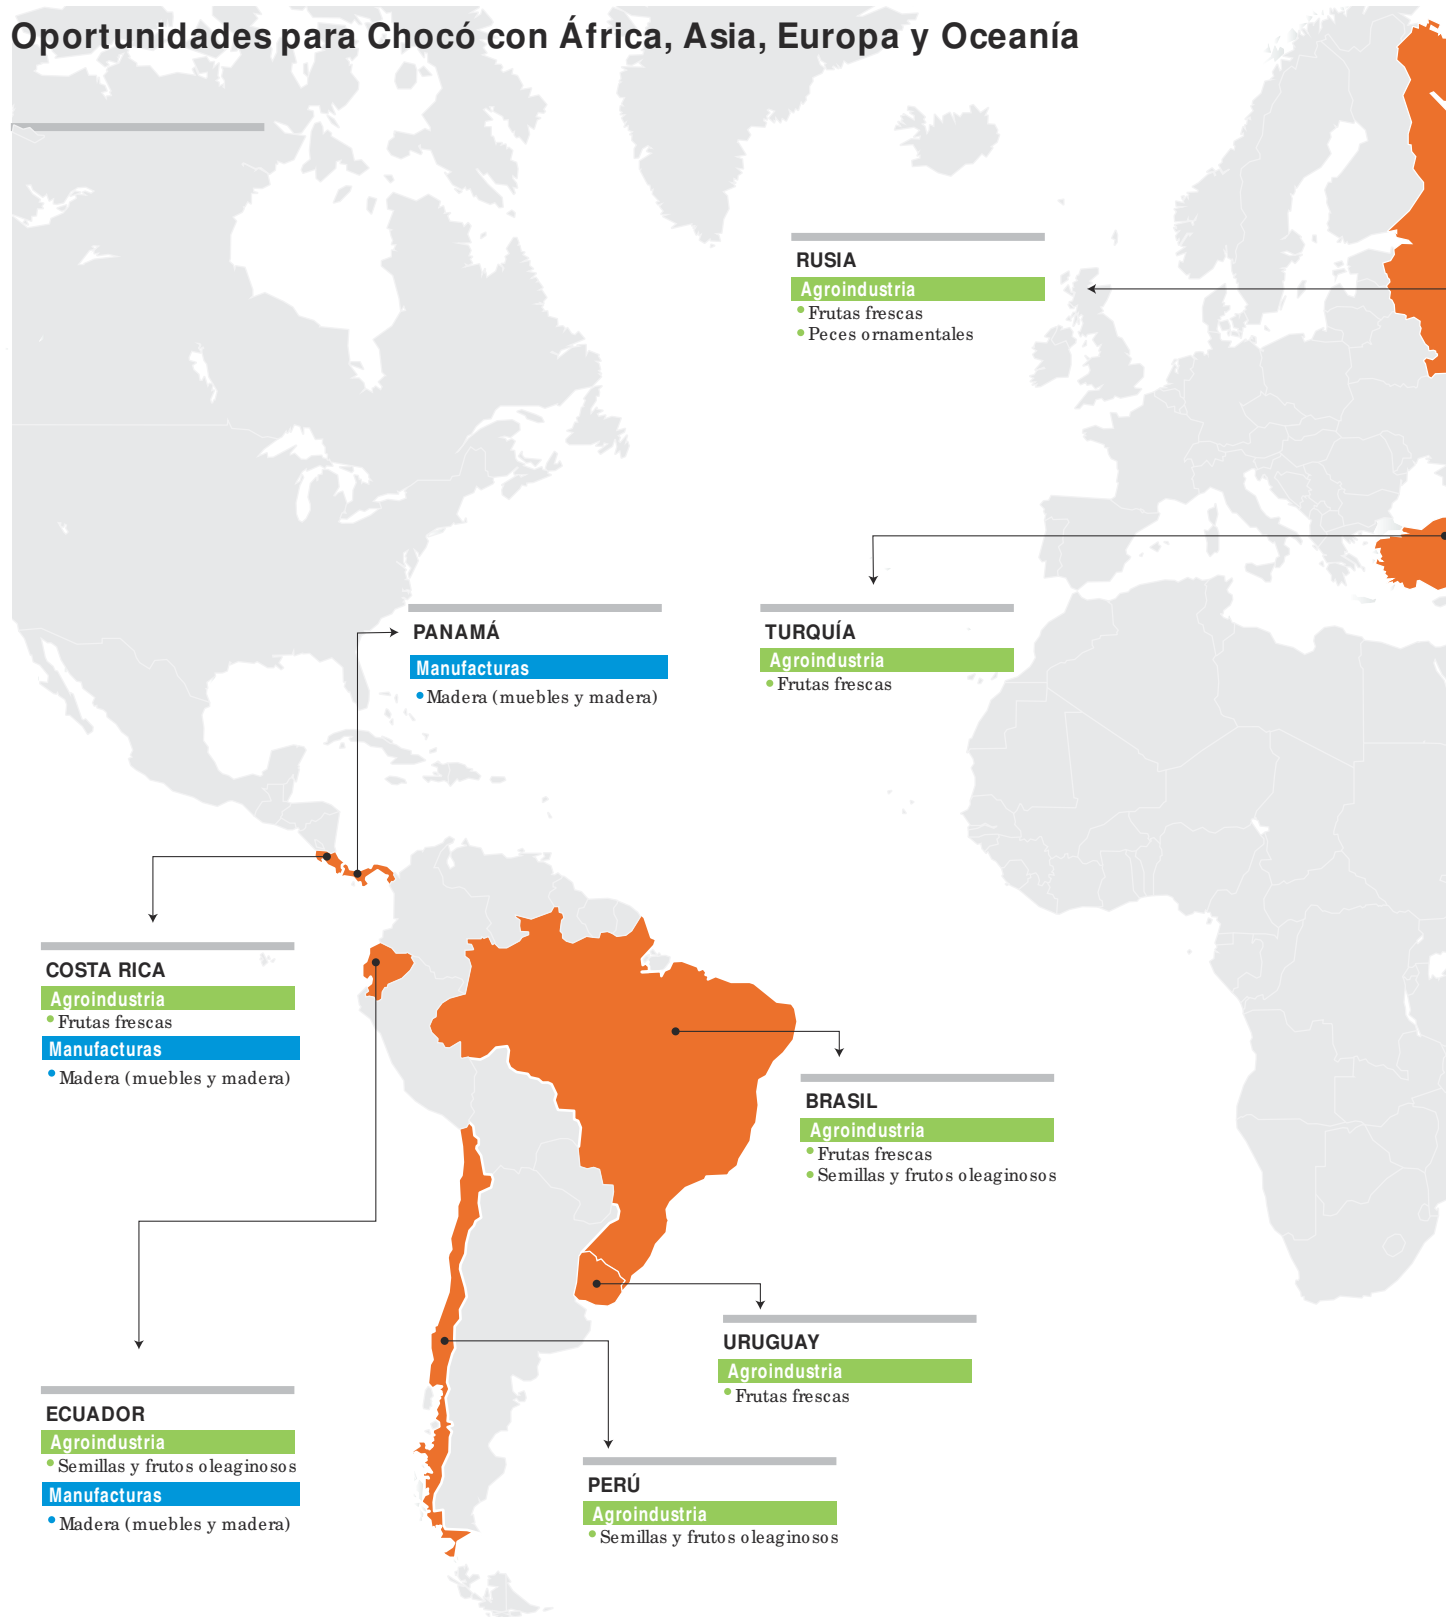 Oportunidades para Chocó con África, Asia, Europa y Oceanía
RUSIA
Agroindustria
• Frutas frescas
• Peces ornamentales
PANAMÁ
Manufacturas
• Madera (muebles y madera)
TURQUÍA
Agroindustria
• Frutas frescas
COSTA RICA
Agroindustria
• Frutas frescas
Manufacturas
• Madera (muebles y madera)
BRASIL
Agroindustria
• Frutas frescas
• Semillas y frutos oleaginosos
URUGUAY
Agroindustria
• Frutas frescas
ECUADOR
Agroindustria
• Semillas y frutos oleaginosos
Manufacturas
• Madera (muebles y madera)
PERÚ
Agroindustria
• Semillas y frutos oleaginosos